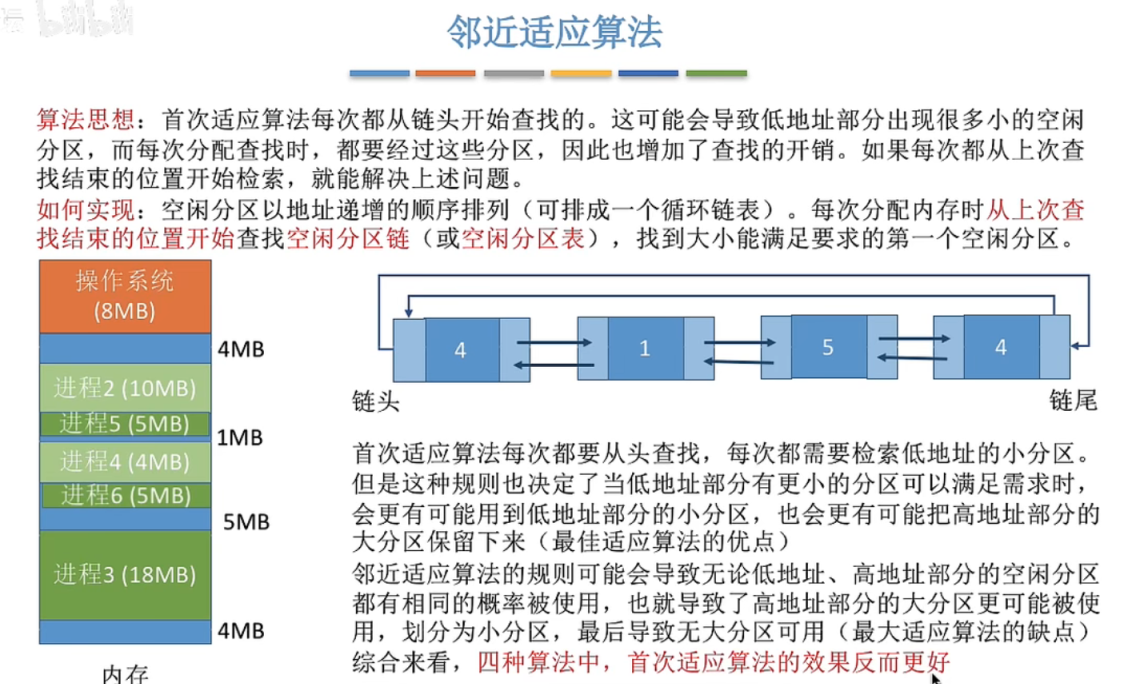 邻近适应算法
算法思想：首次适应算法每次都从链头开始查找的。这可能会导致低地址部分出现很多小的空闲
分区，而每次分配查找时，都要经过这些分区，因此也增加了查找的开销。如果每次都从上次查
找结束的位置开始检索，就能解决上述问题。
如何实现：空闲分区以地址递增的顺序排列（可排成一个循环链表）。每次分配内存时从上次查
找结束的位置开始查找空闲分区链（或空闲分区表），找到大小能满足要求的第一个空闲分区。
操作系统
(8MB)
4MB
进程2 (10MB)
进程5 (5MB)
1MB
进程4 (4MB)
进程6 (5MB)
5MB
进程3 (18MB)
4MB
内存
4
1
5
4
链头
链尾
首次适应算法每次都要从头查找，每次都需要检索低地址的小分区。
但是这种规则也决定了当低地址部分有更小的分区可以满足需求时，
会更有可能用到低地址部分的小分区，也会更有可能把高地址部分的
大分区保留下来（最佳适应算法的优点）
邻近适应算法的规则可能会导致无论低地址、高地址部分的空闲分区
都有相同的概率被使用，也就导致了高地址部分的大分区更可能被使
用，划分为小分区，最后导致无大分区可用（最大适应算法的缺点）
综合来看，四种算法中，首次适应算法的效果反而更好